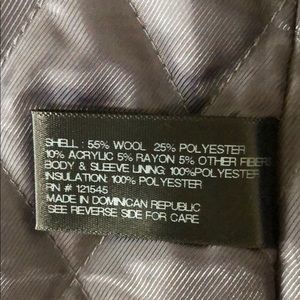 SHELL : 55% WOOL 25% POLYESTER
10% ACRYLIC 5% RAYON 5% OTHER FIBERS
BODY & SLEEVE LINING: 100%POLYESTER
INSULATION: 100% POLYESTER
RN # 121545
MADE IN DOMINICAN REPUBLIC
SEE REVERSE SIDE FOR CARE